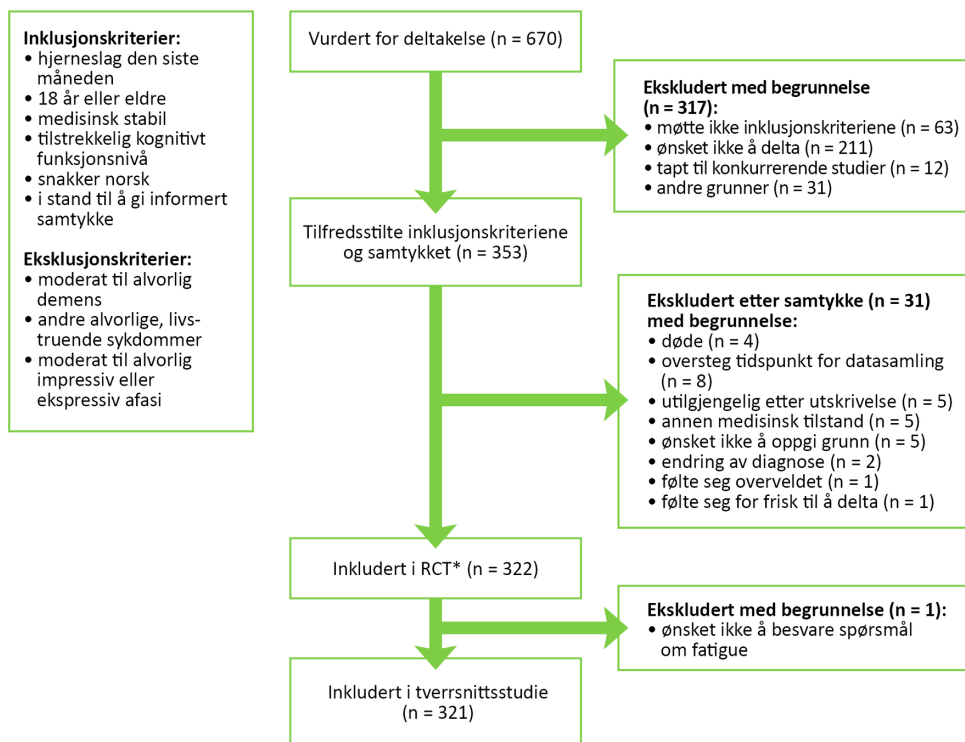 Inklusjonskriterier:
• hjerneslag den siste
måneden
• 18 år eller eldre
• medisinsk stabil
• tilstrekkelig kognitivt
funksjonsnivå
• snakker norsk
• i stand til å gi informert
samtykke
Eksklusjonskriterier:
• moderat til alvorlig
demens
• andre alvorlige, livs-
truende sykdommer
• moderat til alvorlig
impressiv eller
ekspressiv afasi
Vurdert for deltakelse (n = 670)
Ekskludert med begrunnelse
(n = 317):
• møtte ikke inklusjonskriteriene (n = 63)
• ønsket ikke å delta (n = 211)
• tapt til konkurrerende studier (n = 12)
• andre grunner (n = 31)
Tilfredsstilte inklusjonskriteriene
og samtykket (n = 353)
Ekskludert etter samtykke (n = 31)
med begrunnelse:
• døde (n = 4)
• oversteg tidspunkt for datasamling
(n = 8)
• utilgjengelig etter utskrivelse (n = 5)
• annen medisinsk tilstand (n = 5)
• ønsket ikke å oppgi grunn (n = 5)
• endring av diagnose (n = 2)
• følte seg overveldet (n = 1)
• følte seg for frisk til å delta (n = 1)
Inkludert i RCT* (n = 322)
Ekskludert med begrunnelse (n = 1):
• ønsket ikke å besvare spørsmål
om fatigue
Inkludert i tverrsnittsstudie
(n = 321)